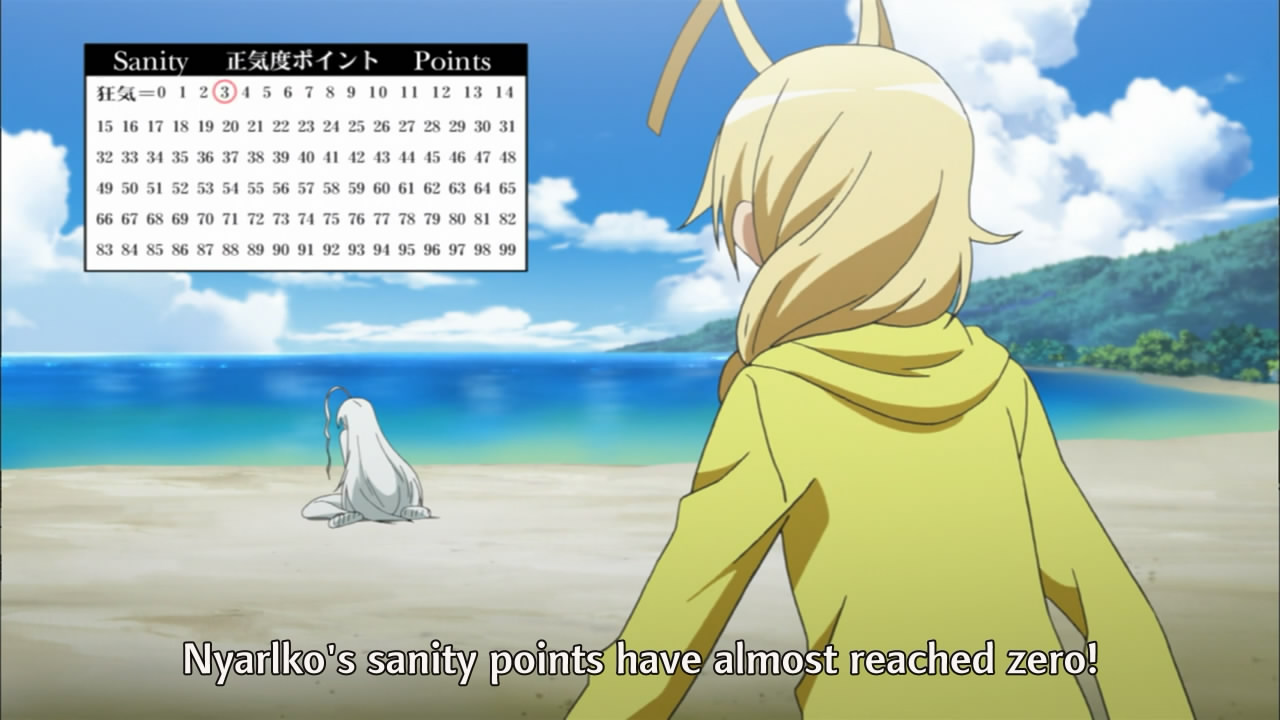 Sanity 正気度ポイント Points
狂気=0 1 2 3 4 5 6 7 8 9 10 11 12 13 14
15 16 17 18 19 20 21 22 23 24 25 26 27 28 29 30 31
32 33 34 35 36 37 38 39 40 41 42 43 44 45 46 47 48
49 50 51 52 53 54 55 56 57 58 59 60 61 62 63 64 65
66 67 68 69 70 71 72 73 74 75 76 77 78 79 80 81 82
83 84 85 86 87 88 89 90 91 92 93 94 95 96 97 98 99
Nyarlko's sanity points have almost reached zero!